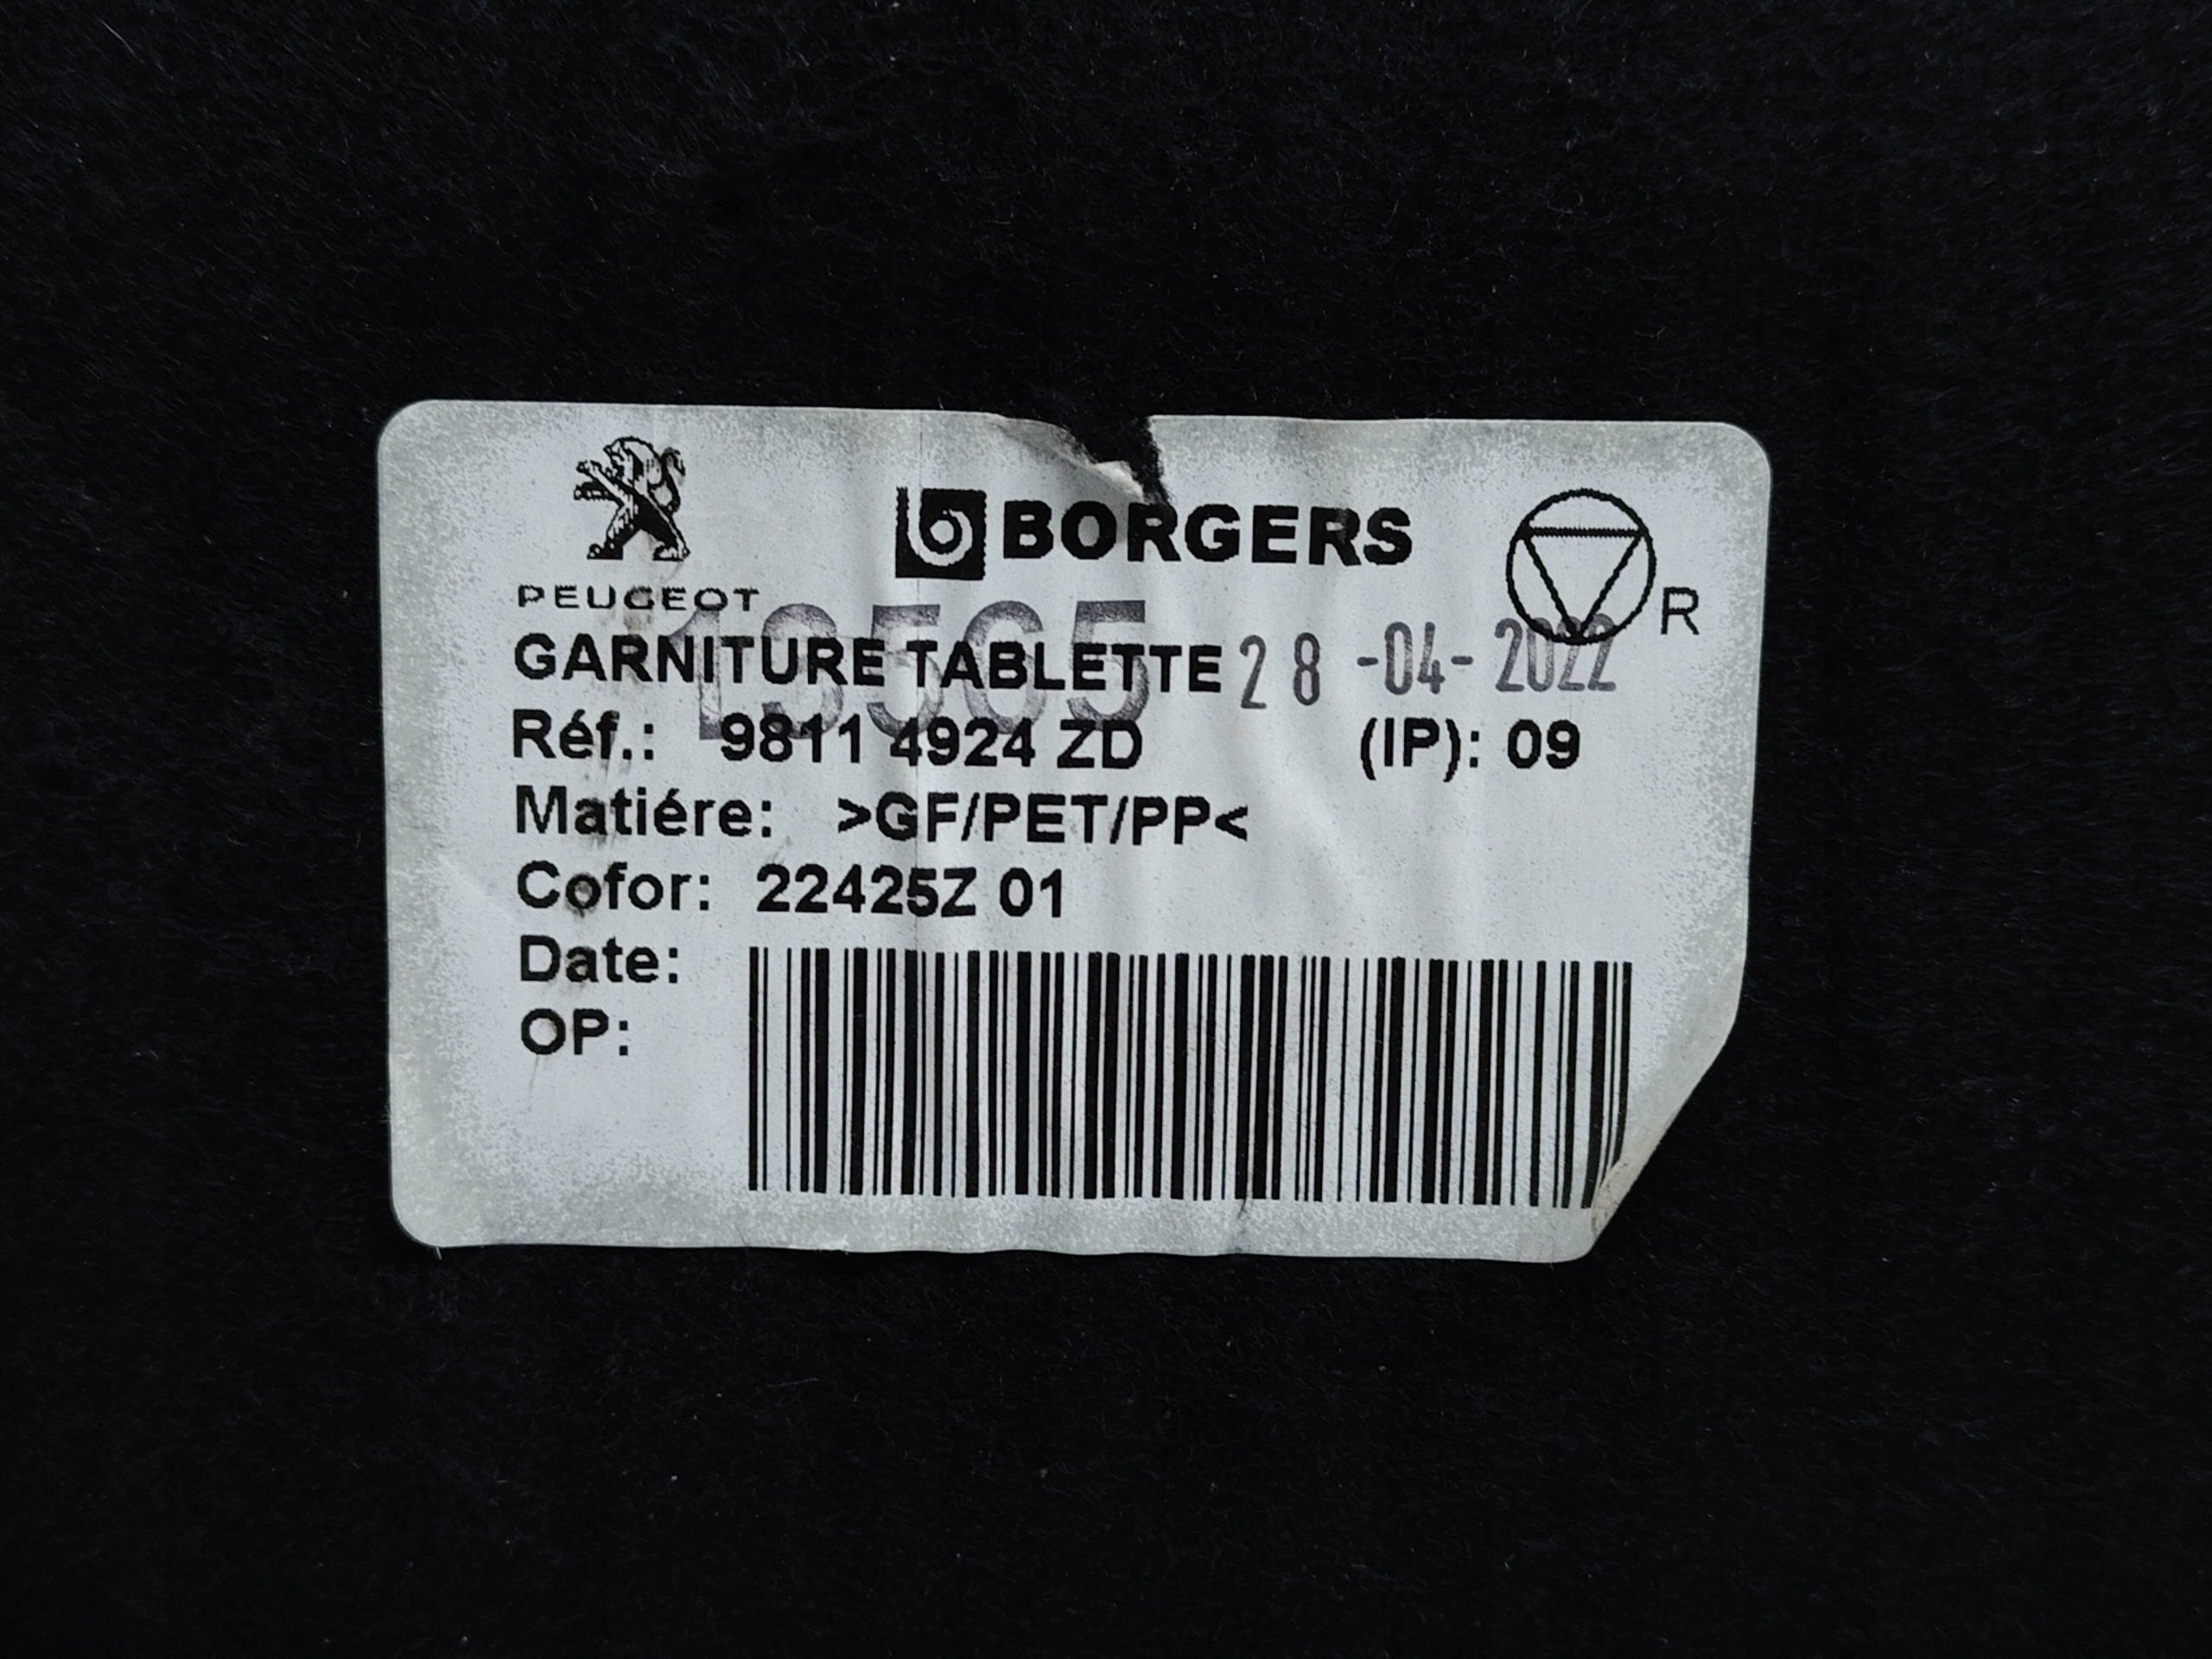 PEUGEOT
BORGERS
R
13565
GARNITURE TABLETTE 28 -04- 2022
Réf.: 9811 4924 ZD (IP): 09
Matiére: >GF/PET/PP<
Cofor: 22425Z 01
Date:
OP: